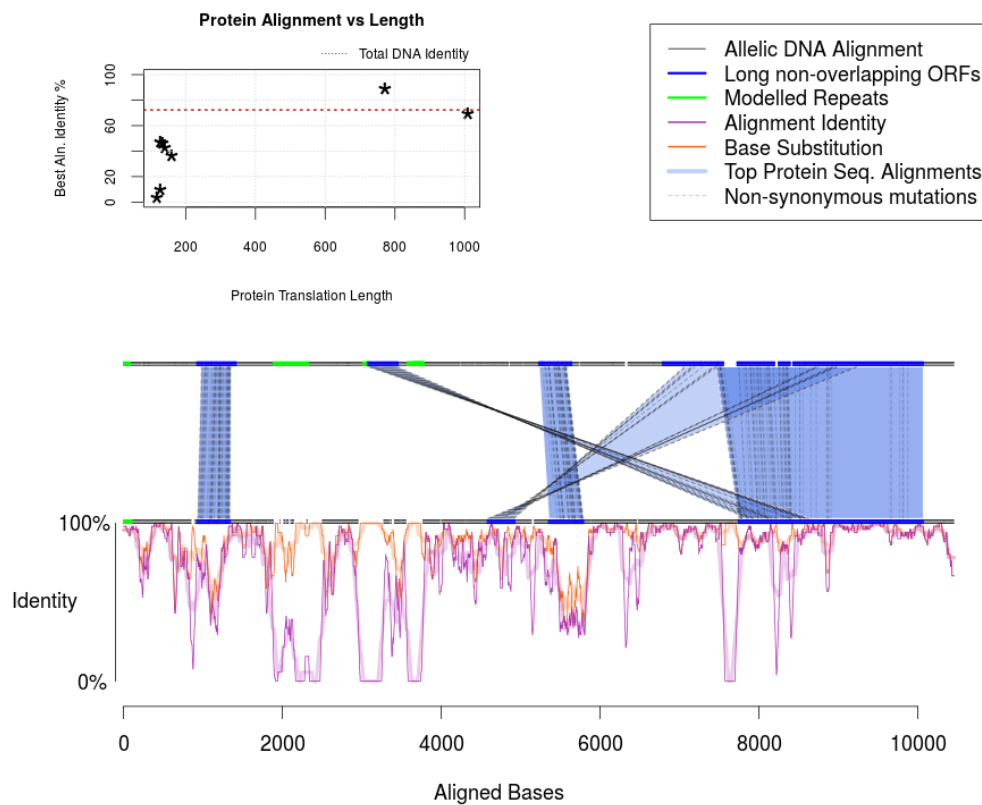 Protein Alignment vs Length
Total DNA Identity
Best Aln. Identity %
100
60
20
0
200
400
600
800
1000
Protein Translation Length
Allelic DNA Alignment
Long non-overlapping ORFs
Modelled Repeats
Alignment Identity
Base Substitution
Top Protein Seq. Alignments
Non-synonymous mutations
100%
Identity
0%
0
2000
4000
6000
8000
10000
Aligned Bases